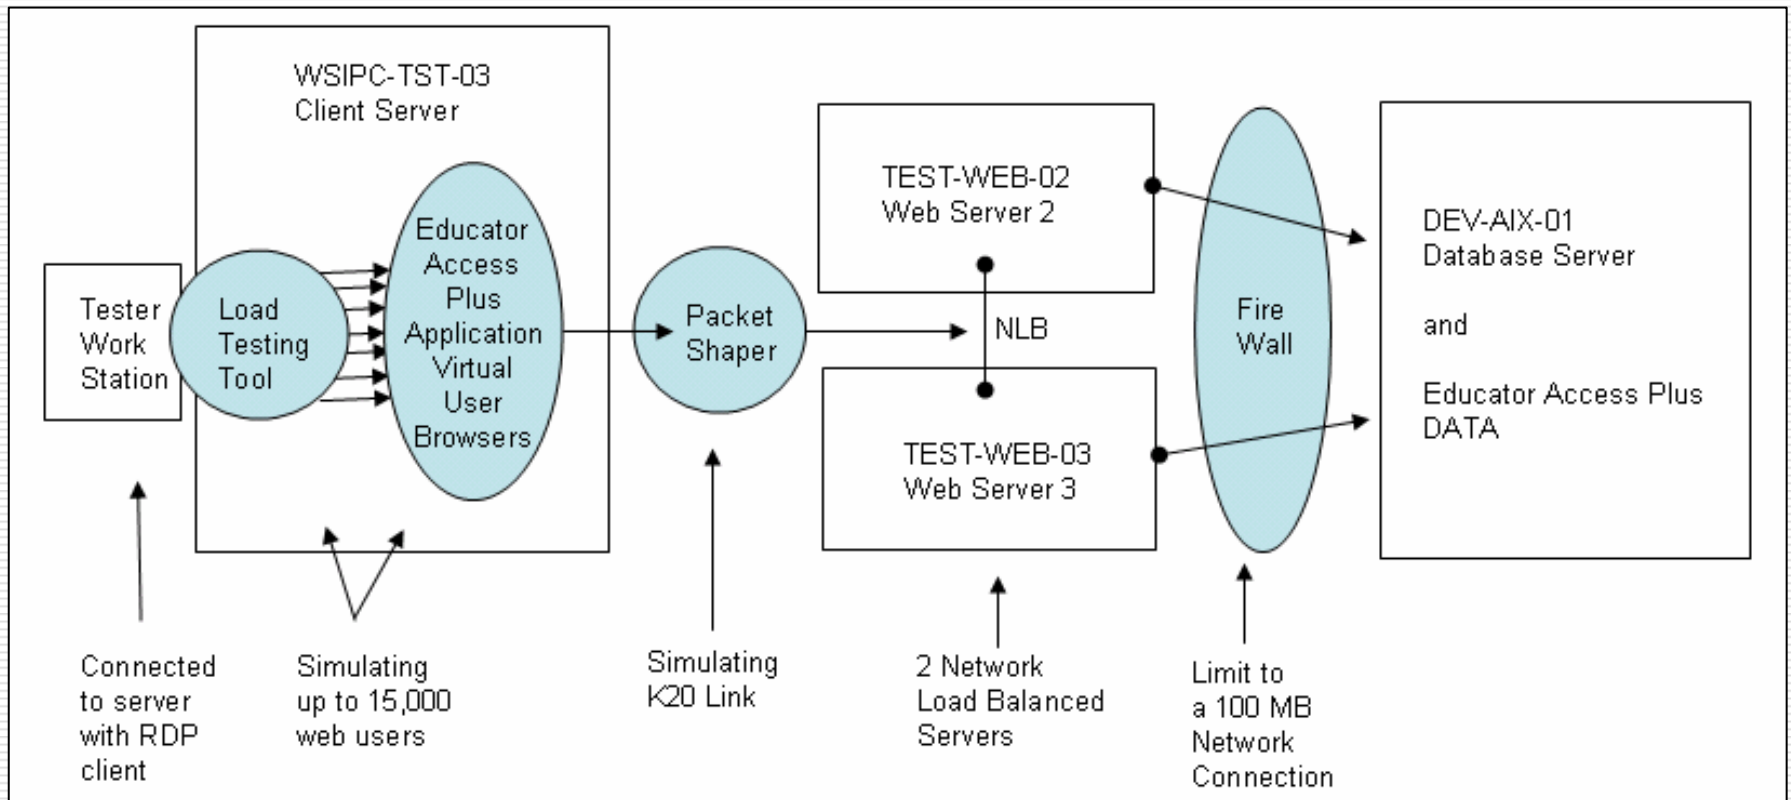 WSIPC-TST-03
Client Server
Tester
Work
Station
Load
Testing
Tool
Educator
Access
Plus
Application
Virtual
User
Browsers
Packet
Shaper
TEST-WEB-02
Web Server 2
NLB
TEST-WEB-03
Web Server 3
Fire
Wall
DEV-AIX-01
Database Server
and
Educator Access Plus
DATA
Connected
to server
with RDP
client
Simulating
up to 15,000
web users
Simulating
K20 Link
2 Network
Load Balanced
Servers
Limit to
a 100 MB
Network
Connection